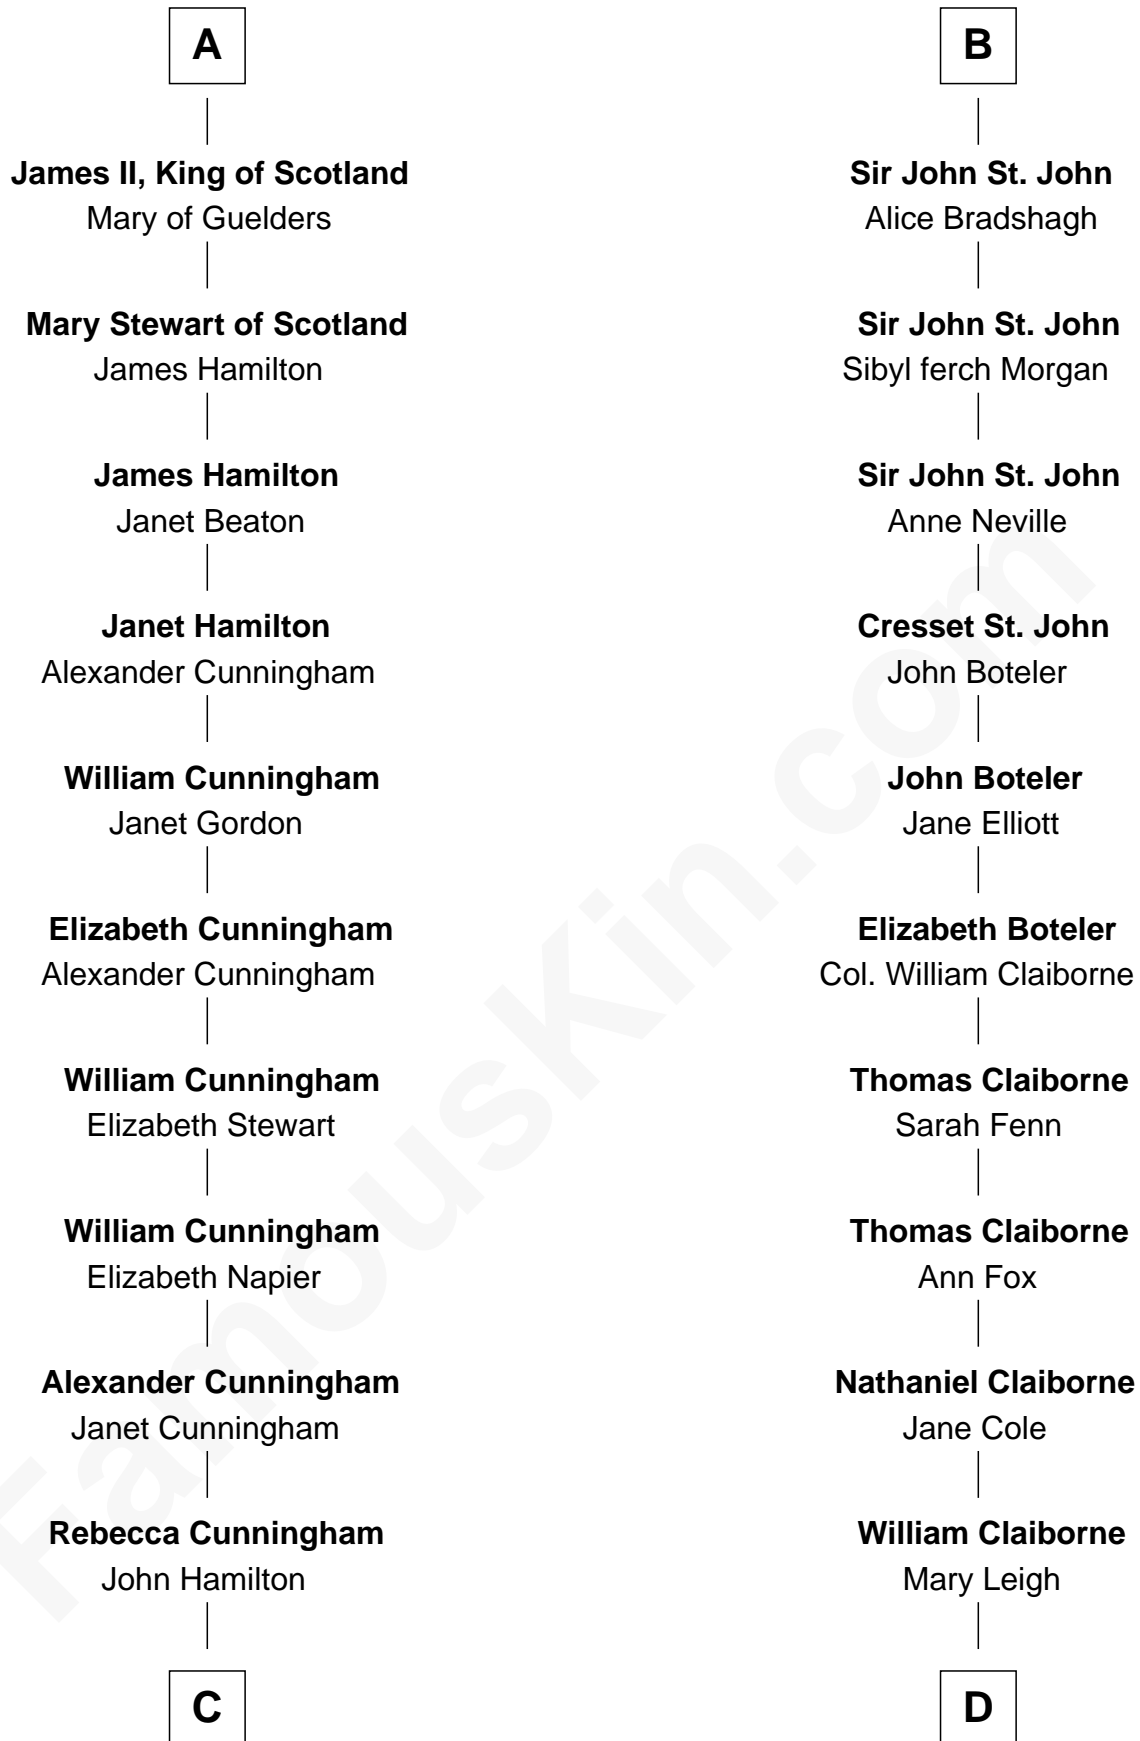 A
James II, King of Scotland
Mary of Guelders
Mary Stewart of Scotland
James Hamilton
James Hamilton
Janet Beaton
Janet Hamilton
Alexander Cunningham
William Cunningham
Janet Gordon
Elizabeth Cunningham
Alexander Cunningham
William Cunningham
Elizabeth Stewart
William Cunningham
Elizabeth Napier
Alexander Cunningham
Janet Cunningham
Rebecca Cunningham
John Hamilton
C
B
Sir John St. John
Alice Bradshagh
Sir John St. John
Sibyl ferch Morgan
Sir John St. John
Anne Neville
Cresset St. John
John Boteler
John Boteler
Jane Elliott
Elizabeth Boteler
Col. William Claiborne
Thomas Claiborne
Sarah Fenn
Thomas Claiborne
Ann Fox
Nathaniel Claiborne
Jane Cole
William Claiborne
Mary Leigh
D
FamousKin.com